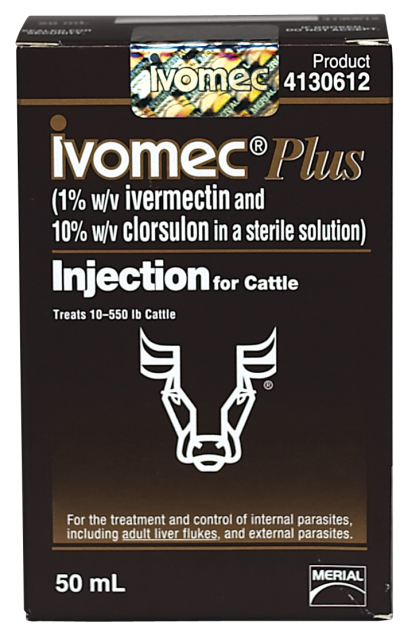 ivomec
Product
4130612
ivomec® Plus
(1% w/v ivermectin and
10% w/v clorsulon in a sterile solution)
Injection for Cattle
Treats 10–550 lb Cattle
®
For the treatment and control of internal parasites,
including adult liver flukes, and external parasites.
50 mL
MERIAL